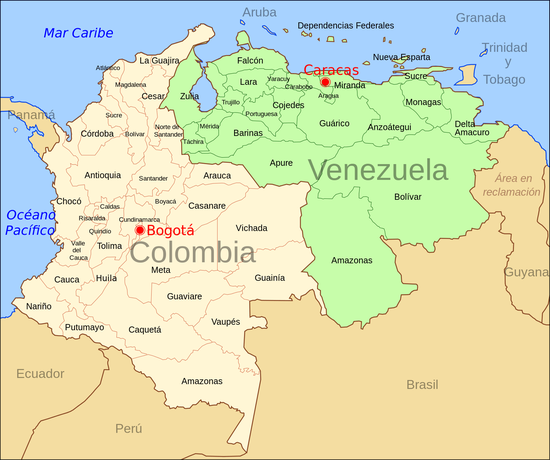 Aruba
Dependencias Federales
Granada
Mar Caribe
Trinidad
y
Tobago
La Guajira
Falcón
Nueva Esparta
Caracas
Atlántico
Magdalena
Cesar
Zulia
Lara
Yaracuy
Carabobo
Miranda
Aragua
Sucre
Panamá
Sucre
Trujillo
Portuguesa
Cojedes
Monagas
Córdoba
Bolívar
Norte de
Santander
Mérida
Táchira
Barinas
Guárico
Anzoátegui
Delta
Amacuro
Antioquia
Santander
Arauca
Apure
Venezuela
Área en
reclamación
Chocó
Caldas
Boyacá
Casanare
Bolívar
Océano
Pacífico
Risaralda
Cundinamarca
Quindío
Bogotá
Vichada
Valle
del
Cauca
Tolima
Colombia
Amazonas
Guyana
Cauca
Huila
Meta
Guainía
Nariño
Guaviare
Putumayo
Caquetá
Vaupés
Ecuador
Amazonas
Brasil
Perú